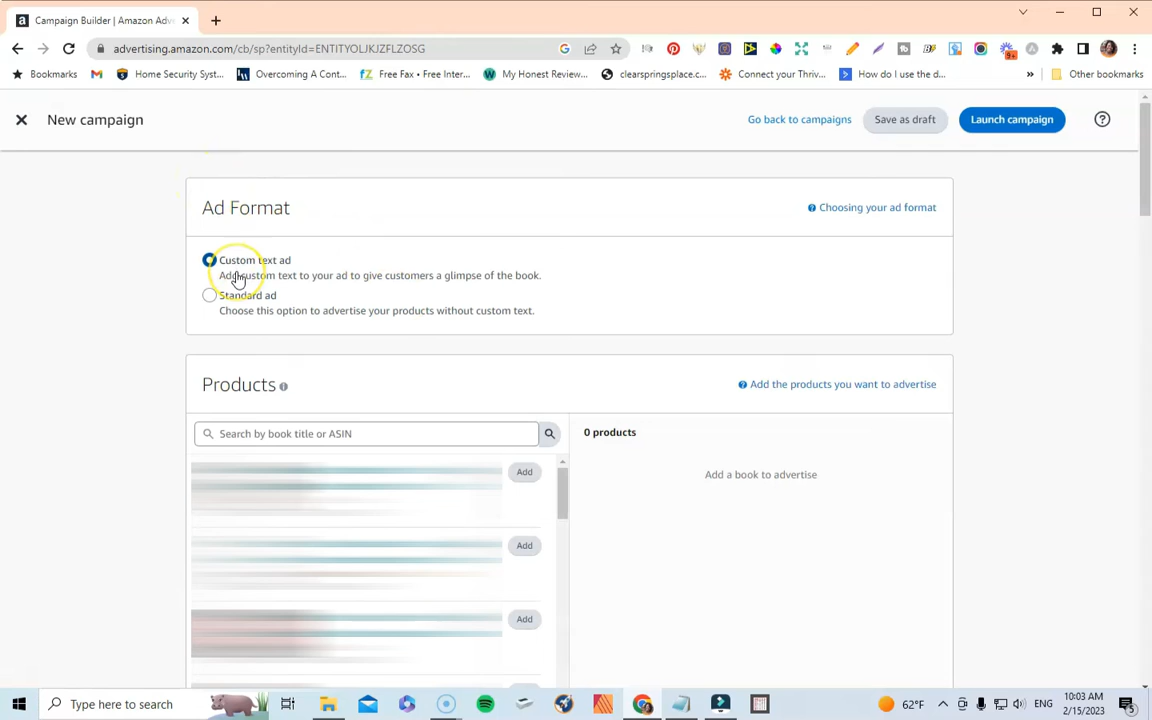 Campaign Builder | Amazon Adve
advertising.amazon.com/cb/sp?entityId=ENTITYOLJKJZFLZOSG
Bookmarks
Home Security Syst...
Overcoming A Cont...
Free Fax • Free Inter...
My Honest Review...
clearspringsplace.c...
Connect your Thriv...
How do I use the d...
»
Other bookmarks
New campaign
Go back to campaigns
Save as draft
Launch campaign
Ad Format
Choosing your ad format
Custom text ad
Add custom text to your ad to give customers a glimpse of the book.
Standard ad
Choose this option to advertise your products without custom text.
Products
Add the products you want to advertise
Search by book title or ASIN
0 products
Add
Add a book to advertise
Add
Add
Type here to search
62°F
ENG
10:03 AM
2/15/2023
5